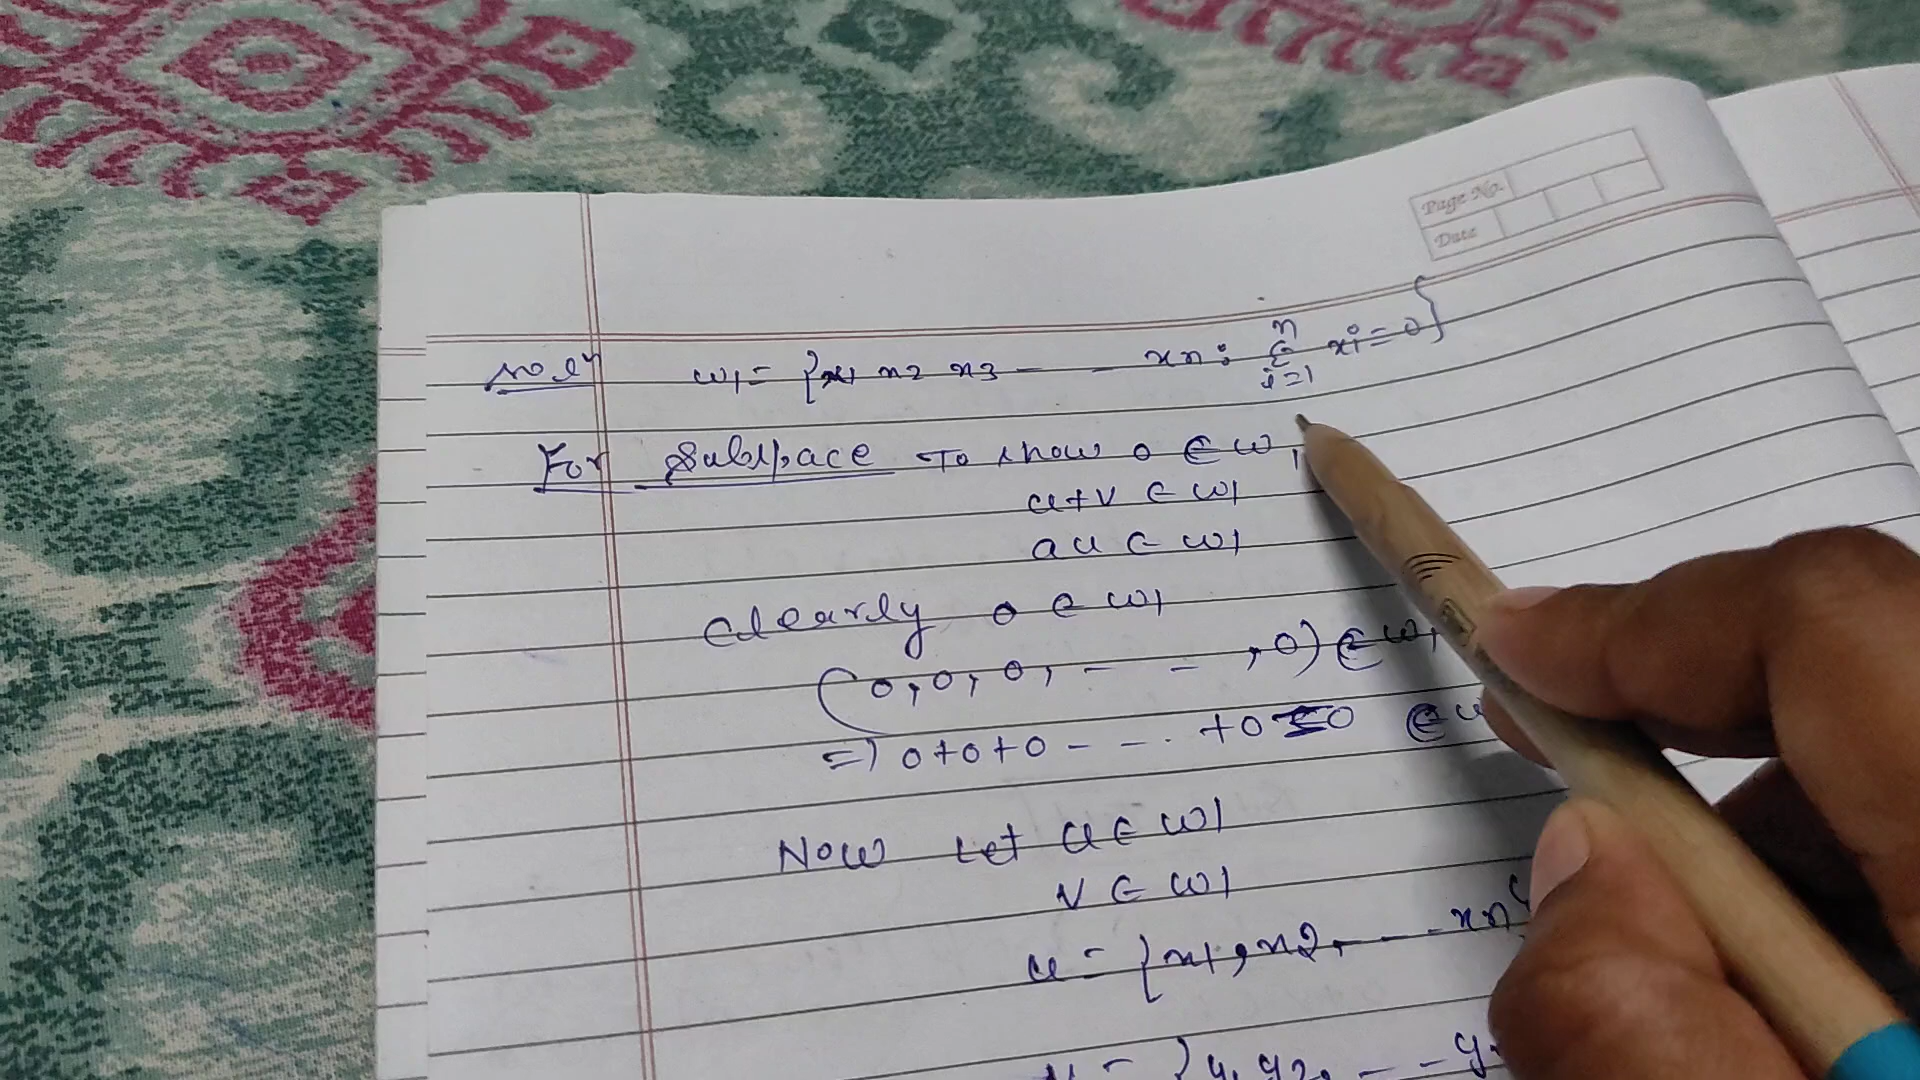 Page No.
Date
Sol^n w1 = {x1 x2 x3 - - xn : n Σ i=1 xi = 0}
For Subspace To show 0 ∈ w1
u+v ∈ w1
au ∈ w1
Clearly 0 ∈ w1
(0,0,0, - - ,0) ∈ w1
=) 0+0+0 - - . +0 = 0 ∈
Now Let u ∈ w1
v ∈ w1
u = {x1, x2, - - - xn}
v = {y1 y2, - - y